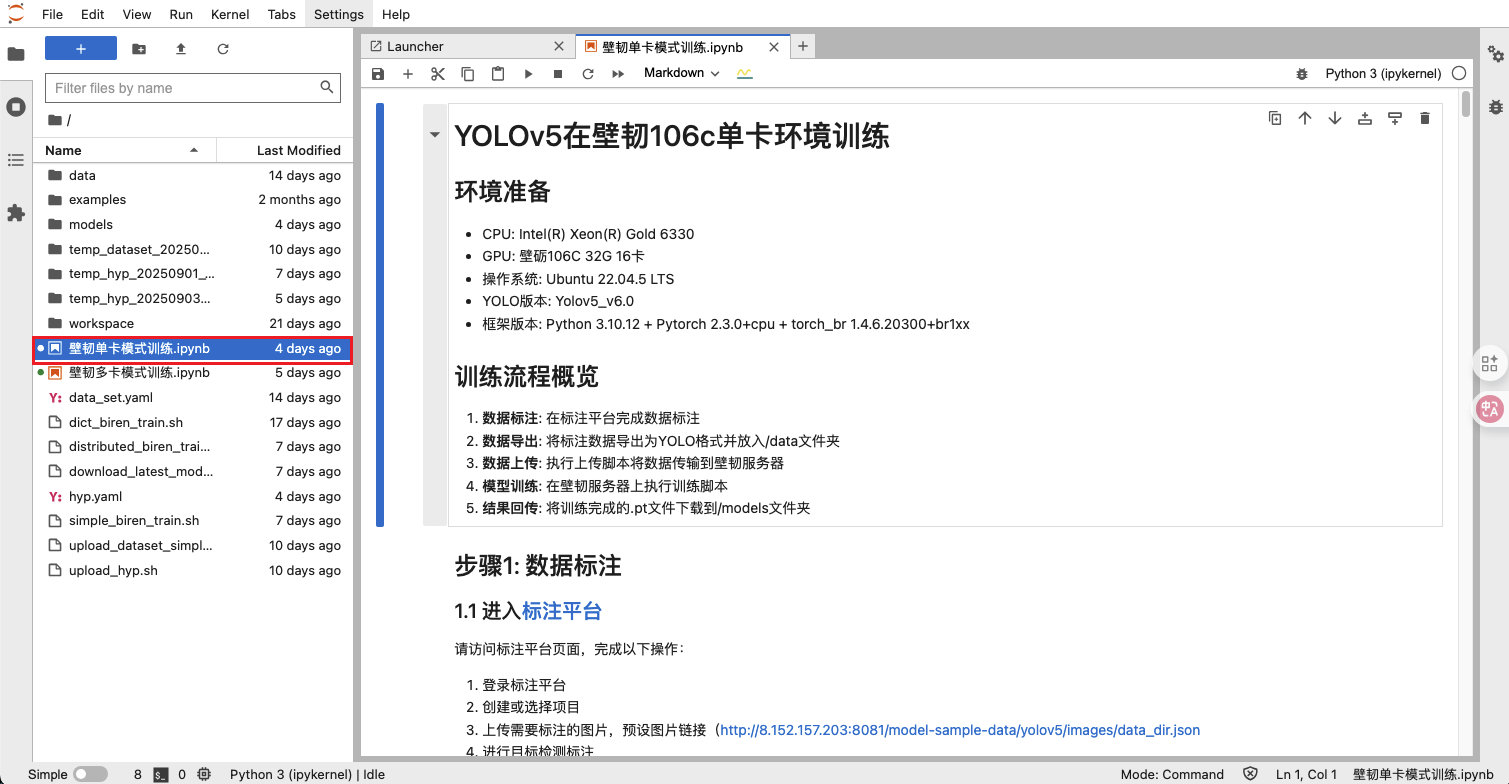 File Edit View Run Kernel Tabs Settings Help
Launcher
壁韧单卡模式训练.ipynb
Filter files by name
Markdown
Python 3 (ipykernel)
/
Name Last Modified
data 14 days ago
examples 2 months ago
models 4 days ago
temp_dataset_20250... 10 days ago
temp_hyp_20250901_... 7 days ago
temp_hyp_20250903... 5 days ago
workspace 21 days ago
壁韧单卡模式训练.ipynb 4 days ago
壁韧多卡模式训练.ipynb 5 days ago
Y: data_set.yaml 14 days ago
dict_biren_train.sh 17 days ago
distributed_biren_trai... 7 days ago
download_latest_mod... 7 days ago
Y: hyp.yaml 4 days ago
simple_biren_train.sh 7 days ago
upload_dataset_simpl... 10 days ago
upload_hyp.sh 10 days ago
YOLOv5在壁韧106c单卡环境训练
环境准备
• CPU: Intel(R) Xeon(R) Gold 6330
• GPU: 壁砺106C 32G 16卡
• 操作系统: Ubuntu 22.04.5 LTS
• YOLO版本: Yolov5_v6.0
• 框架版本: Python 3.10.12 + Pytorch 2.3.0+cpu + torch_br 1.4.6.20300+br1xx
训练流程概览
1. 数据标注: 在标注平台完成数据标注
2. 数据导出: 将标注数据导出为YOLO格式并放入/data文件夹
3. 数据上传: 执行上传脚本将数据传输到壁韧服务器
4. 模型训练: 在壁韧服务器上执行训练脚本
5. 结果回传: 将训练完成的.pt文件下载到/models文件夹
步骤1: 数据标注
1.1 进入标注平台
请访问标注平台页面，完成以下操作：
1. 登录标注平台
2. 创建或选择项目
3. 上传需要标注的图片，预设图片链接（http://8.152.157.203:8081/model-sample-data/yolov5/images/data_dir.json
4. 进行目标检测标注
中A
Simple 8 $_ 0 Python 3 (ipykernel) | Idle Mode: Command Ln 1, Col 1 壁韧单卡模式训练.ipynb